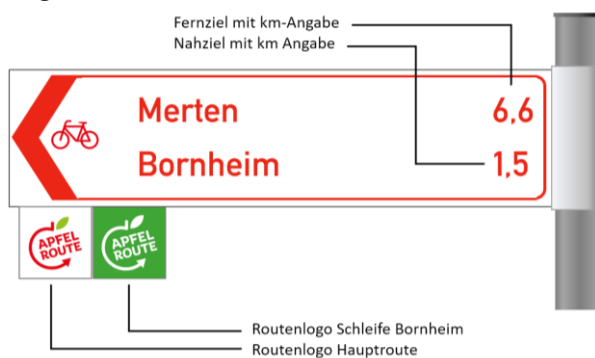 Fernziel mit km-Angabe
Nahziel mit km Angabe
Merten 6,6
Bornheim 1,5
APFEL
ROUTE
APFEL
ROUTE
Routenlogo Schleife Bornheim
Routenlogo Hauptroute